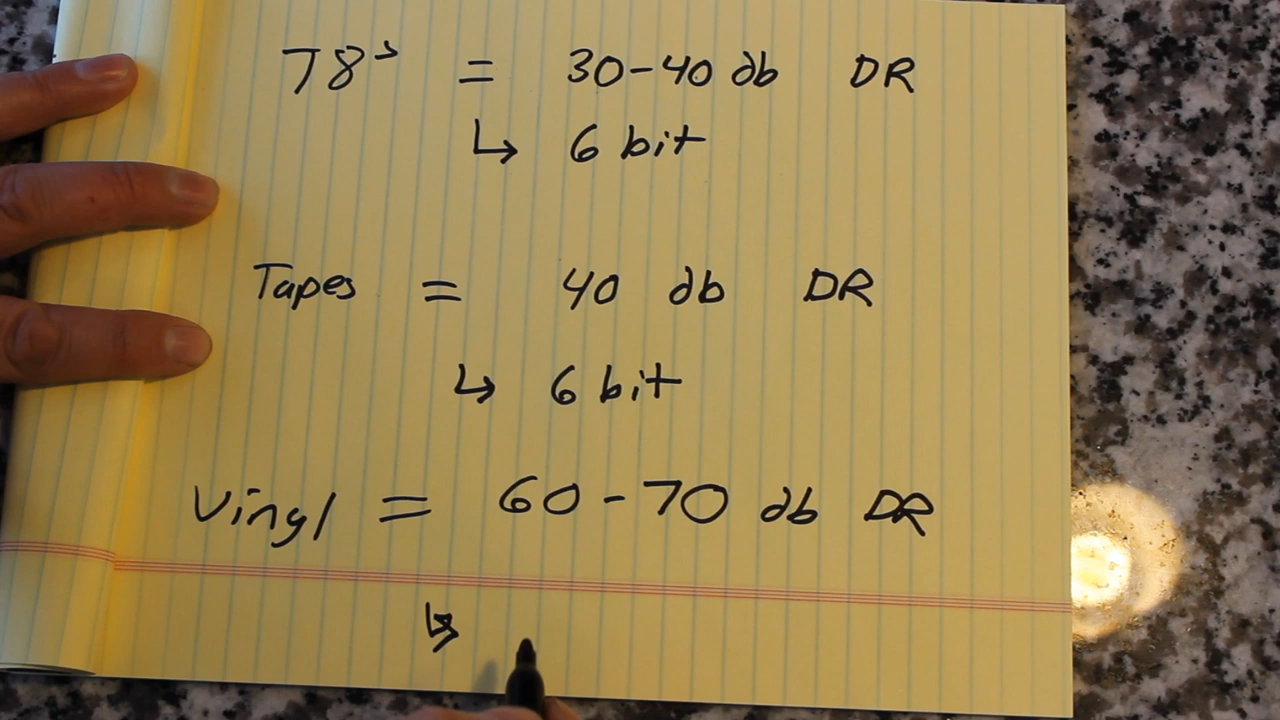 78s = 30-40 db DR
↳ 6 bit
Tapes = 40 db DR
↳ 6 bit
Vinyl = 60-70 db DR
↳